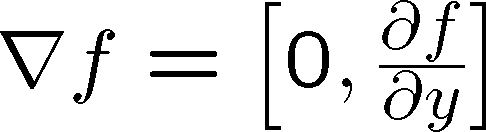 ∇f = [0, ∂f/∂y]